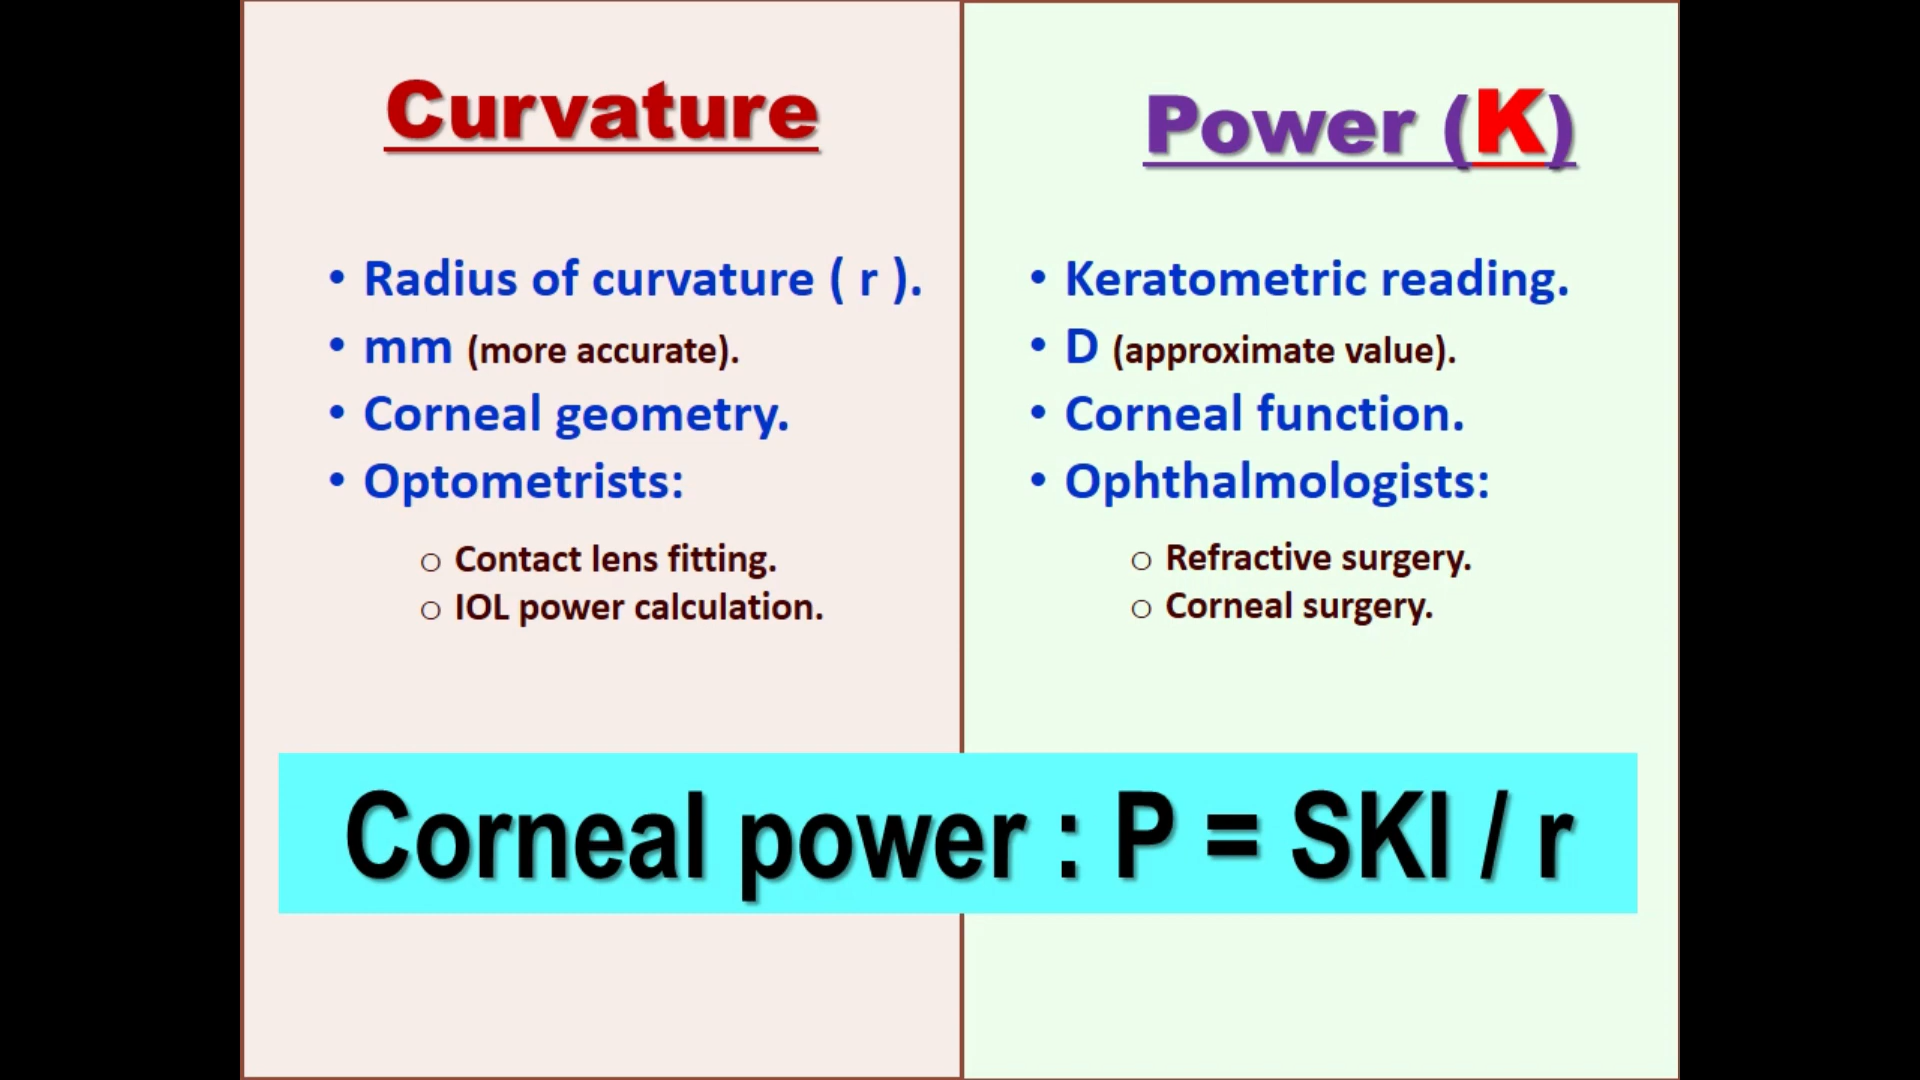 Curvature
• Radius of curvature ( r ).
• mm (more accurate).
• Corneal geometry.
• Optometrists:
o Contact lens fitting.
o IOL power calculation.
Power (K)
• Keratometric reading.
• D (approximate value).
• Corneal function.
• Ophthalmologists:
o Refractive surgery.
o Corneal surgery.
Corneal power : P = SKI / r